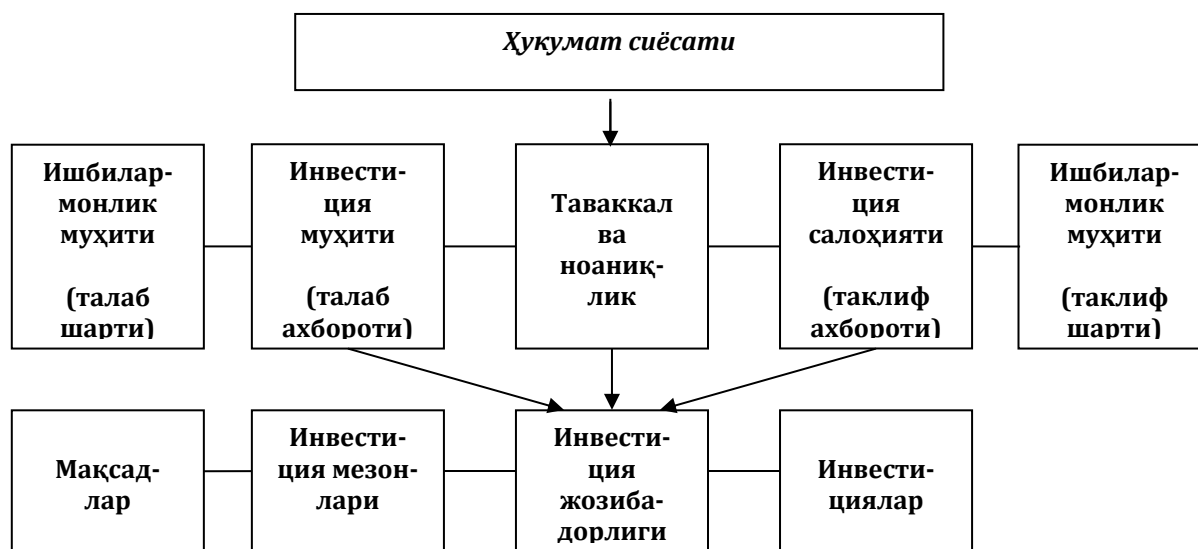 Ҳукумат сиёсати
Ишбилар-
монлик
муҳити
(талаб
шарти)
Инвести-
ция
муҳити
(талаб
ахбороти)
Таваккал
ва
ноаниқ-
лик
Инвести-
ция
салоҳияти
(таклиф
ахбороти)
Ишбилар-
монлик
муҳити
(таклиф
шарти)
Мақсад-
лар
Инвести-
ция мезон-
лари
Инвести-
ция
жозиба-
дорлиги
Инвести-
циялар